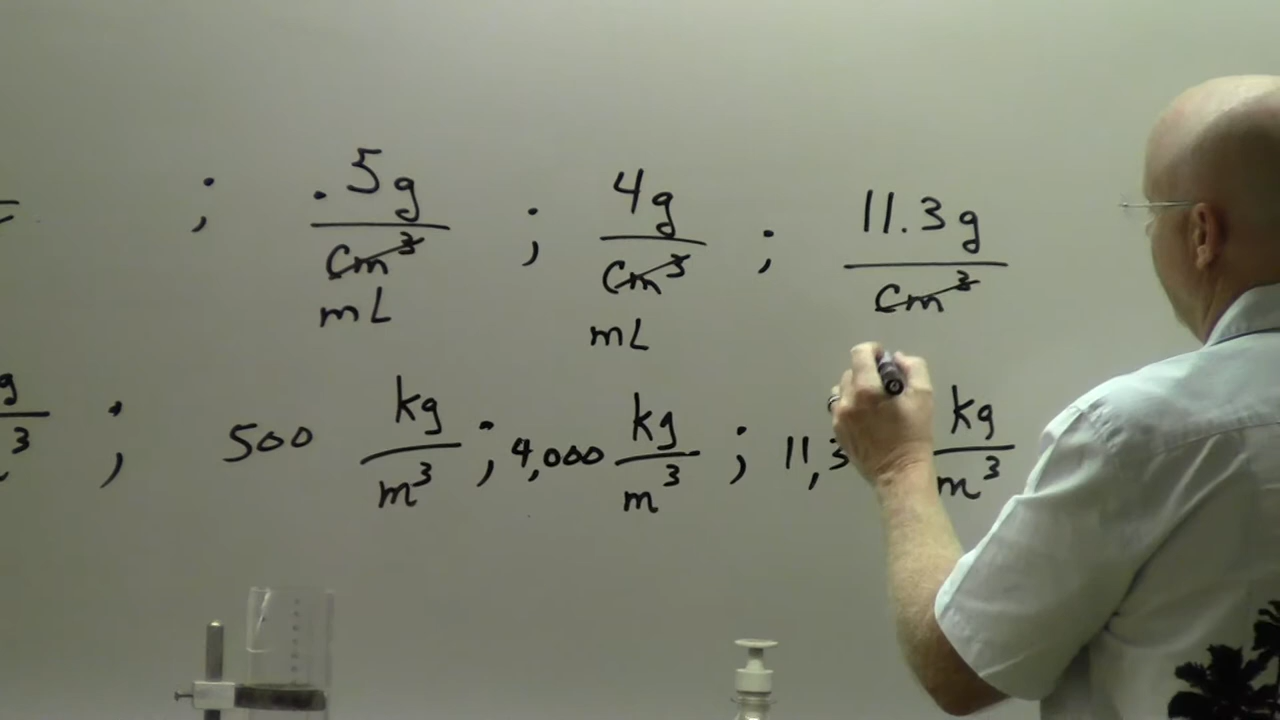 ; .5g ; 4g ; 11.3g
cm³ cm³ cm³
mL mL
g kg kg kg
; 500 ; 4,000 ; 11,3
³ m³ m³ m³